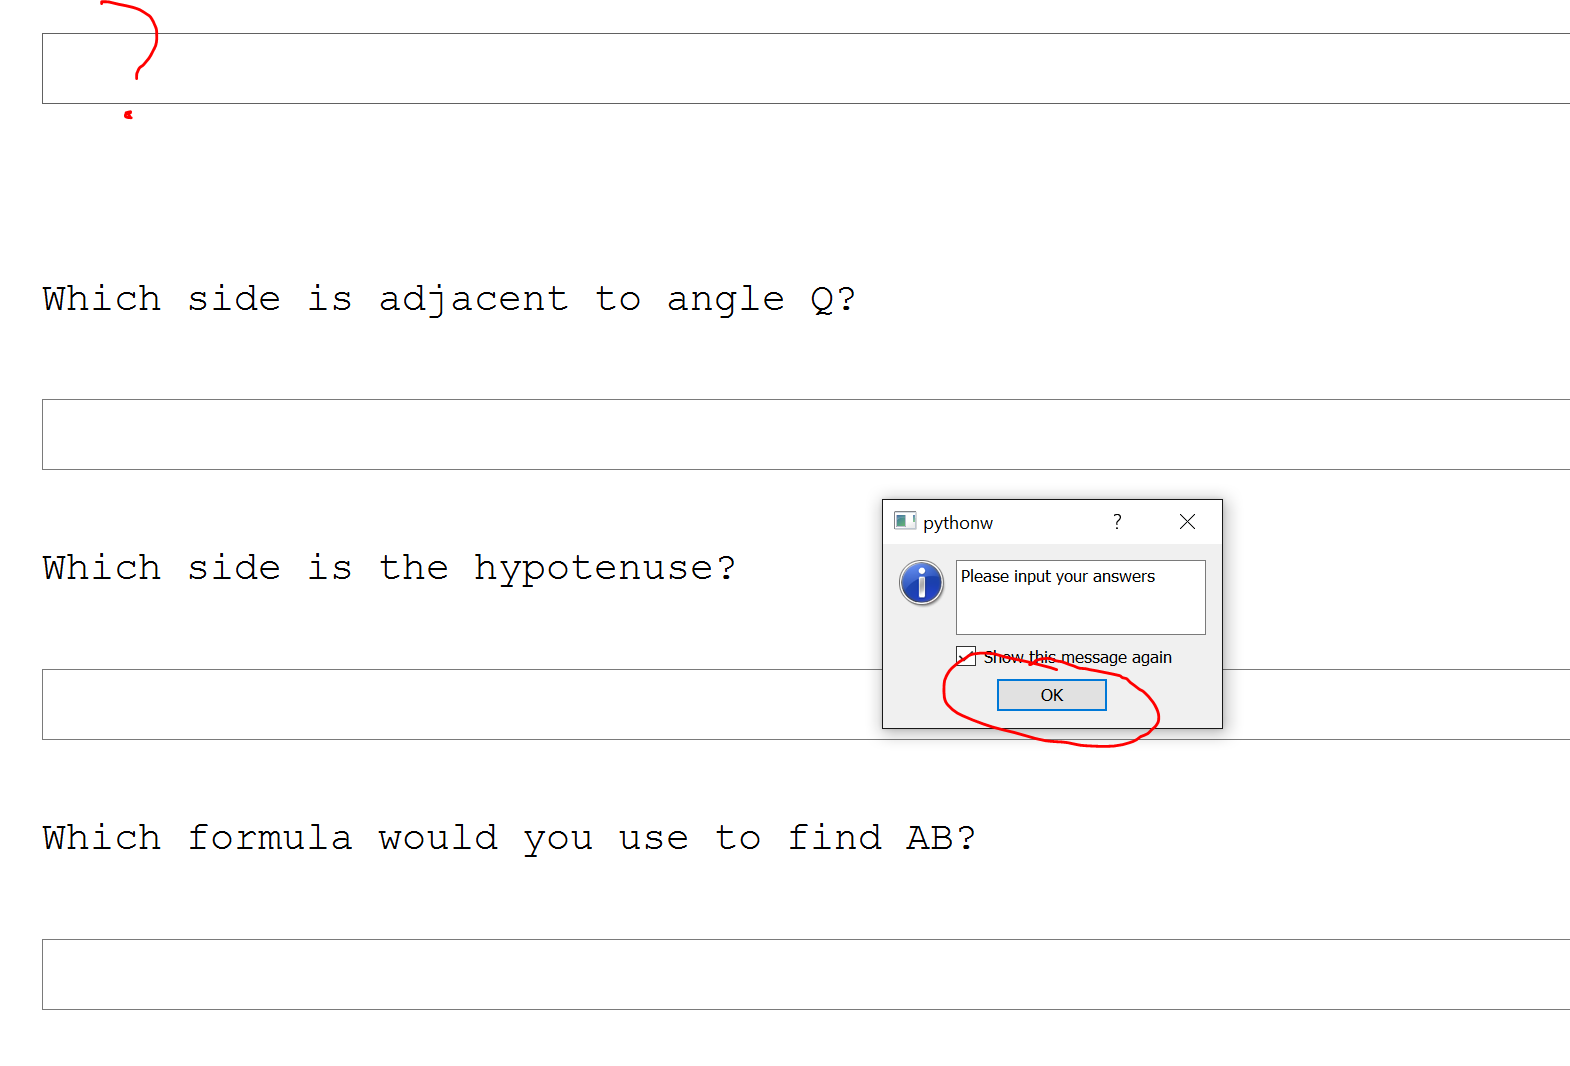 ?
Which side is adjacent to angle Q?
pythonw ?
Please input your answers
Which side is the hypotenuse?
Show this message again
OK
Which formula would you use to find AB?